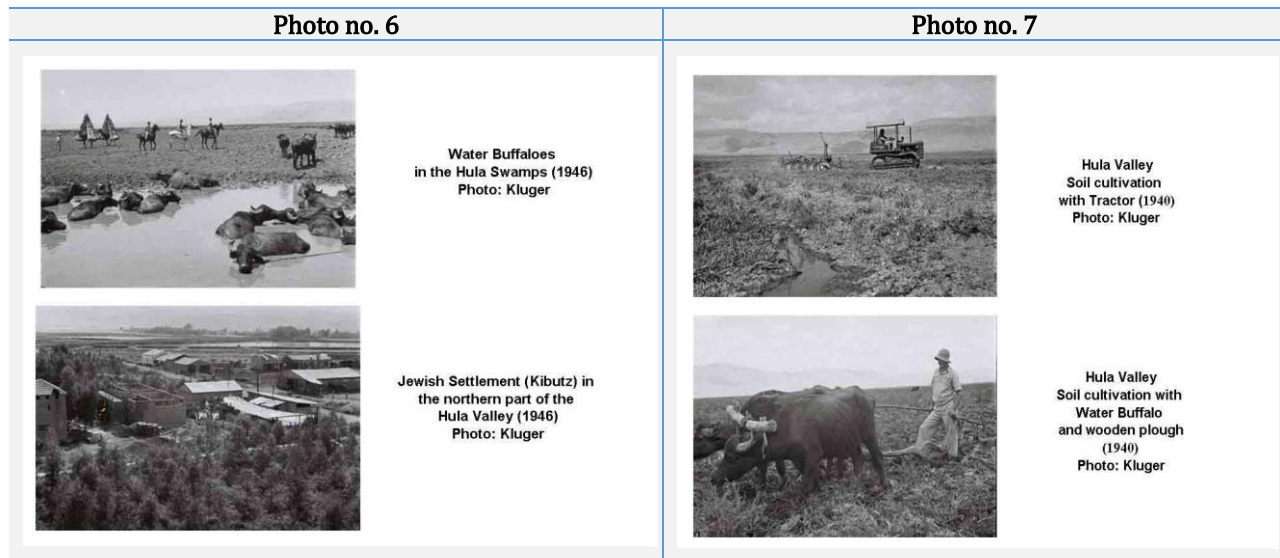 Photo no. 6
Water Buffaloes
in the Hula Swamps (1946)
Photo: Kluger
Jewish Settlement (Kibutz) in
the northern part of the
Hula Valley (1946)
Photo: Kluger
Photo no. 7
Hula Valley
Soil cultivation
with Tractor (1940)
Photo: Kluger
Hula Valley
Soil cultivation with
Water Buffalo
and wooden plough
(1940)
Photo: Kluger